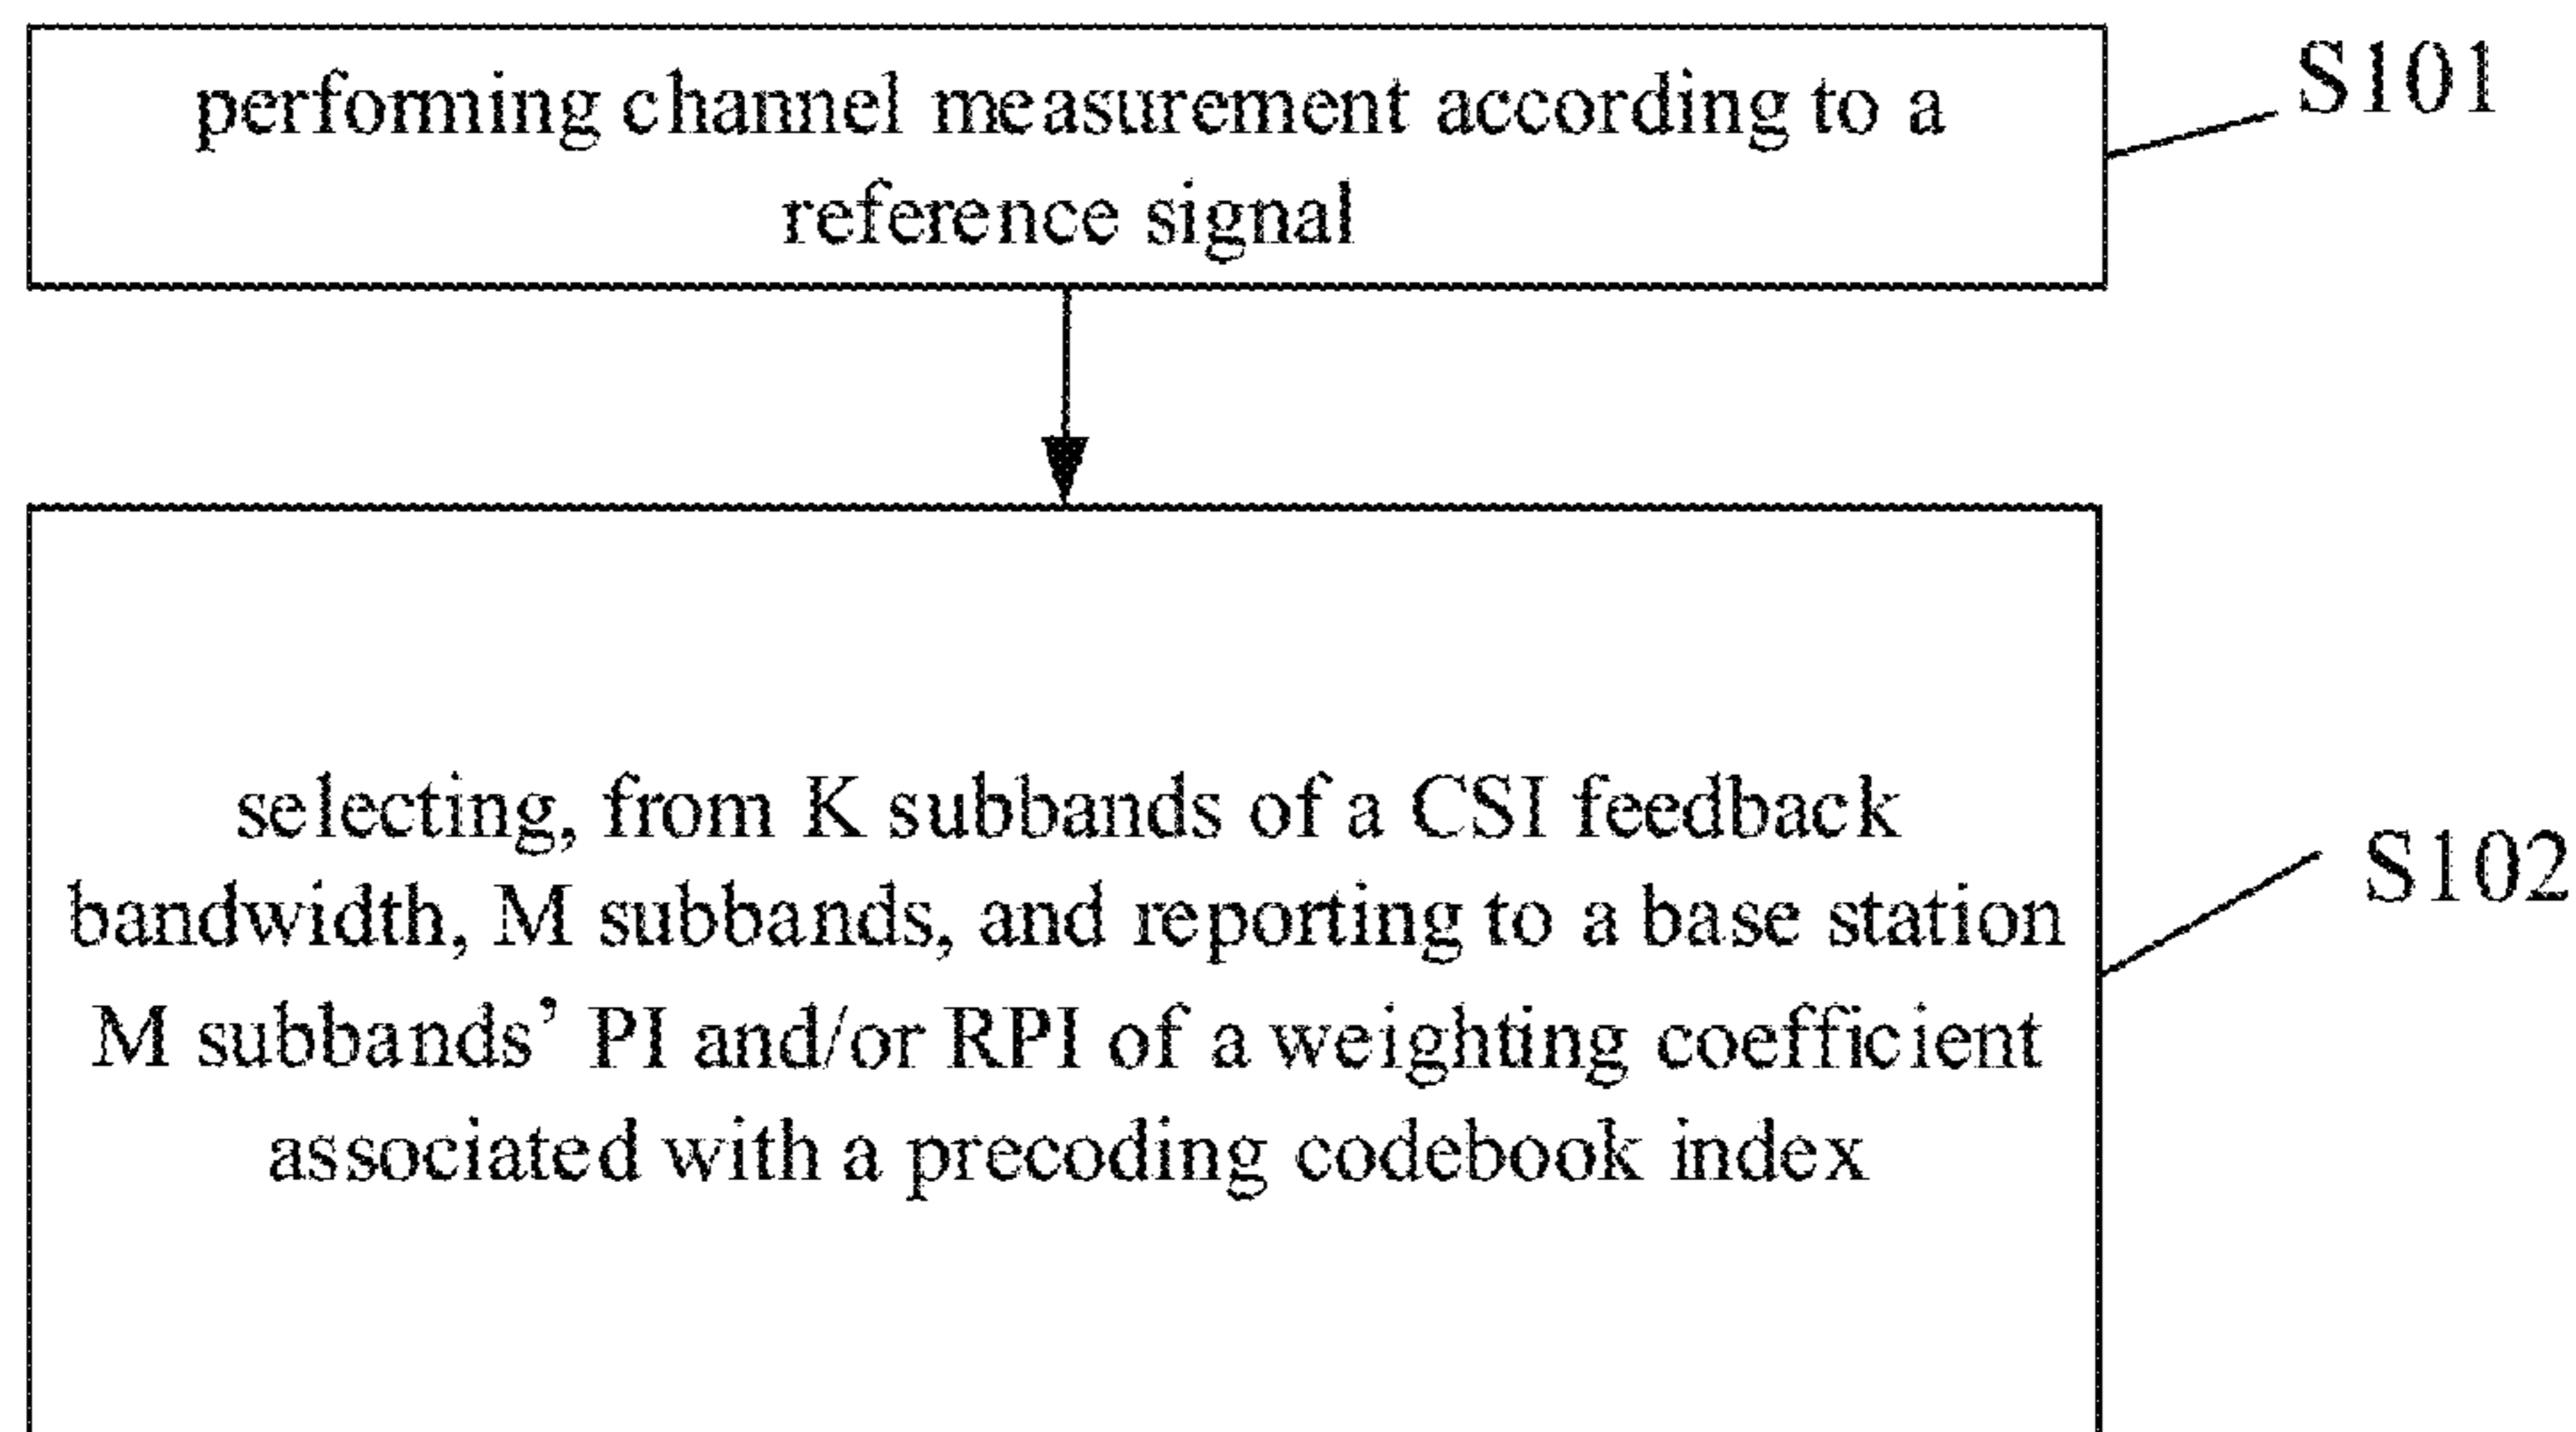 performing channel measurement according to a
reference signal
S101
selecting, from K subbands of a CSI feedback
bandwidth, M subbands, and reporting to a base station
M subbands’ PI and/or RPI of a weighting coefficient
associated with a precoding codebook index
S102